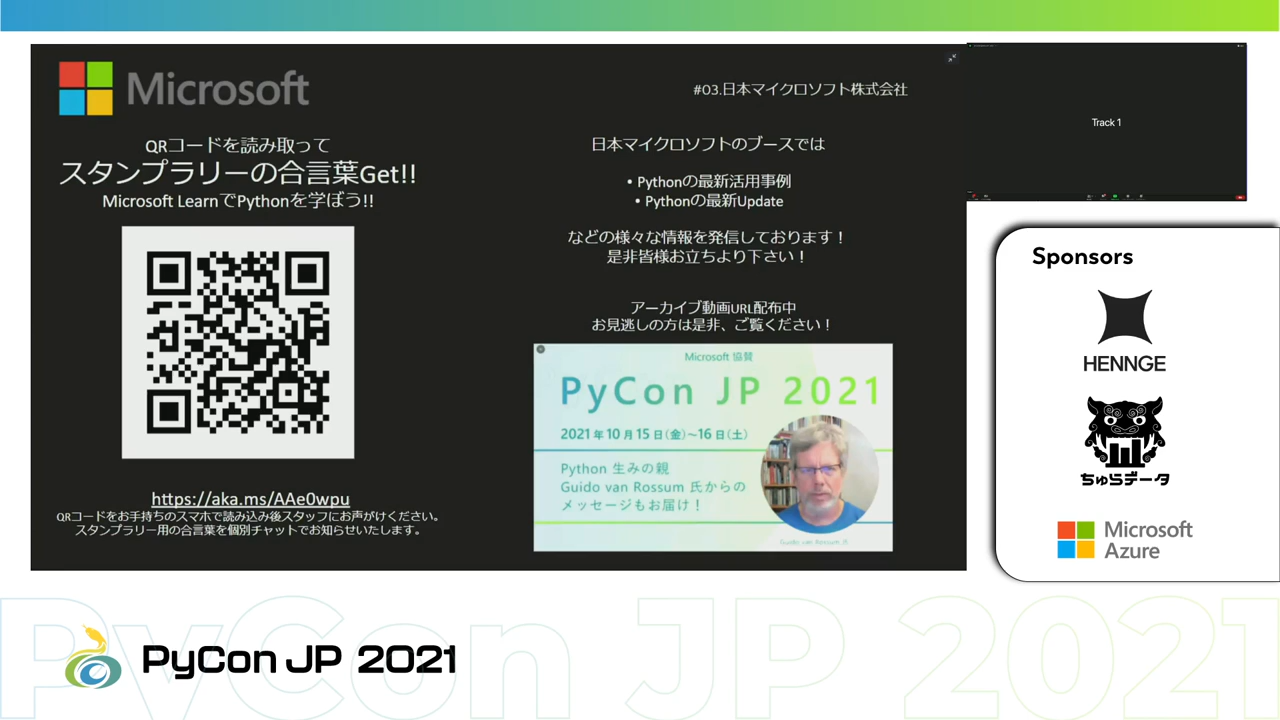 Microsoft
#03.日本マイクロソフト株式会社
QRコードを読み取って
スタンプラリーの合言葉Get!!
Microsoft LearnでPythonを学ぼう!!
https://aka.ms/AAe0wpu
QRコードをお手持ちのスマホで読み込み後スタッフにお声がけください。
スタンプラリー用の合言葉を個別チャットでお知らせいたします。
日本マイクロソフトのブースでは
• Pythonの最新活用事例
• Pythonの最新Update
などの様々な情報を発信しております！
是非皆様お立ちより下さい！
アーカイブ動画URL配布中
お見逃しの方は是非、ご覧ください！
Microsoft 協賛
PyCon JP 2021
2021年10月15日(金)~16日(土)
Python 生みの親
Guido van Rossum 氏からの
メッセージもお届け！
Guido van Rossum 氏
Track 1
Sponsors
HENNGE
ちゅらデータ
Microsoft
Azure
PyCon JP 2021
PyCon JP 2021